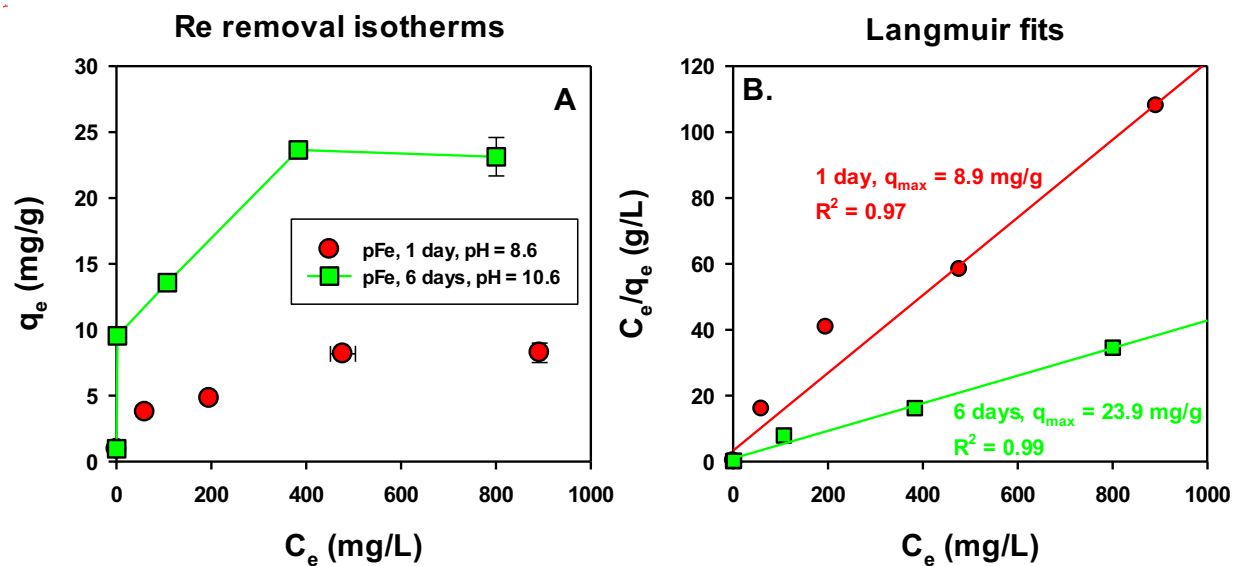 Re removal isotherms
30
25
20
15
10
5
0
q_e (mg/g)
A
pFe, 1 day, pH = 8.6
pFe, 6 days, pH = 10.6
0 200 400 600 800 1000
C_e (mg/L)
Langmuir fits
120
100
80
60
40
20
0
C_e/q_e (g/L)
B.
1 day, q_max = 8.9 mg/g
R² = 0.97
6 days, q_max = 23.9 mg/g
R² = 0.99
0 200 400 600 800 1000
C_e (mg/L)